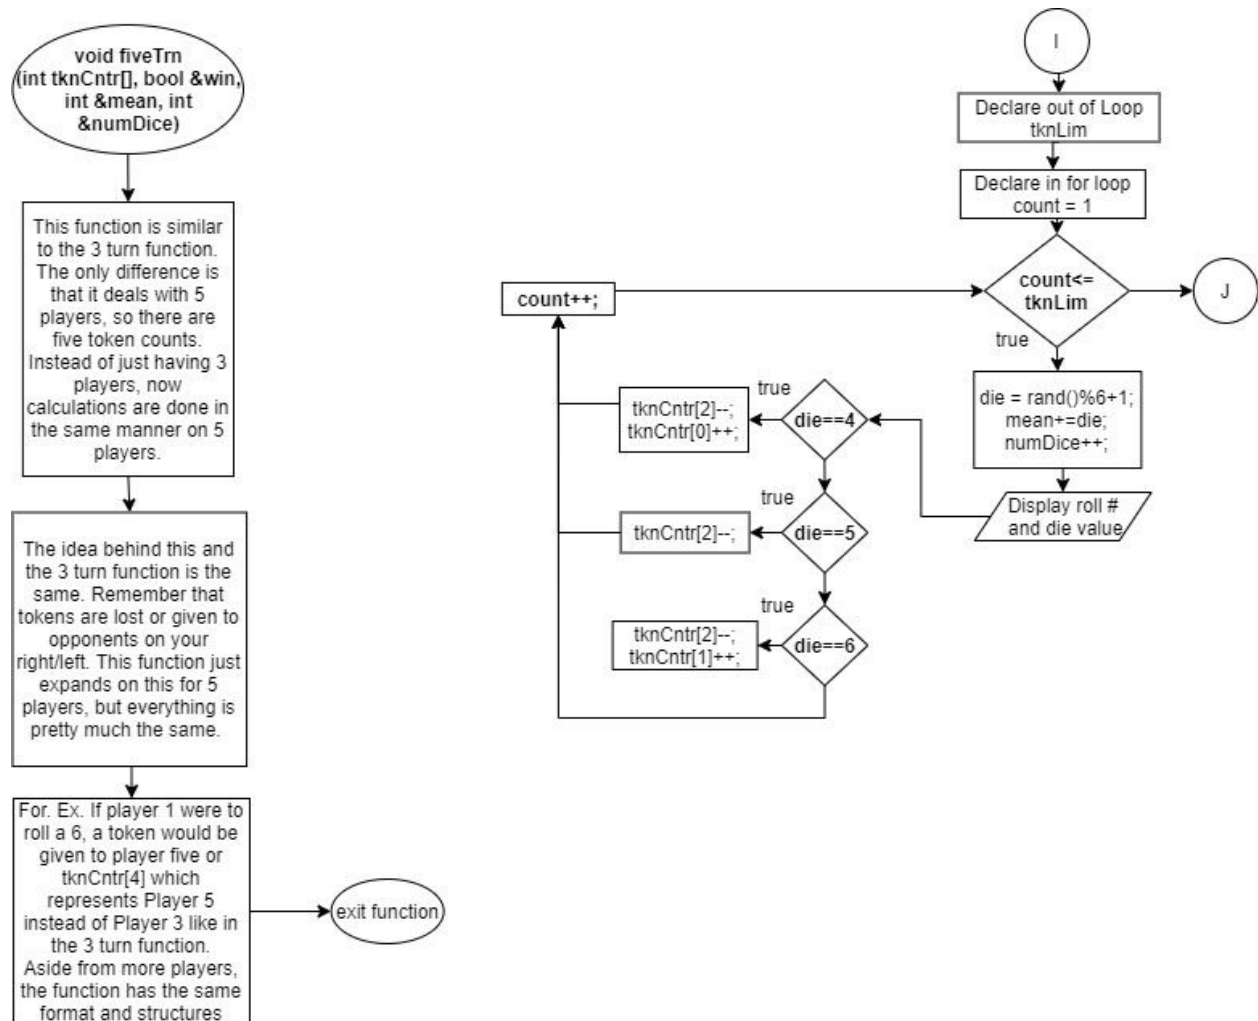 void fiveTrn
(int tknCntr[], bool &win,
int &mean, int
&numDice)
This function is similar
to the 3 turn function.
The only difference is
that it deals with 5
players, so there are
five token counts.
Instead of just having 3
players, now
calculations are done in
the same manner on 5
players.
The idea behind this and
the 3 turn function is the
same. Remember that
tokens are lost or given to
opponents on your
right/left. This function just
expands on this for 5
players, but everything is
pretty much the same.
For. Ex. If player 1 were to
roll a 6, a token would be
given to player five or
tknCntr[4] which
represents Player 5
instead of Player 3 like in
the 3 turn function.
Aside from more players,
the function has the same
format and structures
exit function
I
Declare out of Loop
tknLim
Declare in for loop
count = 1
count<=
tknLim
J
true
die = rand()%6+1;
mean+=die;
numDice++;
Display roll #
and die value
die==4
true
tknCntr[2]--;
tknCntr[0]++;
die==5
true
tknCntr[2]--;
die==6
true
tknCntr[2]--;
tknCntr[1]++;
count++;